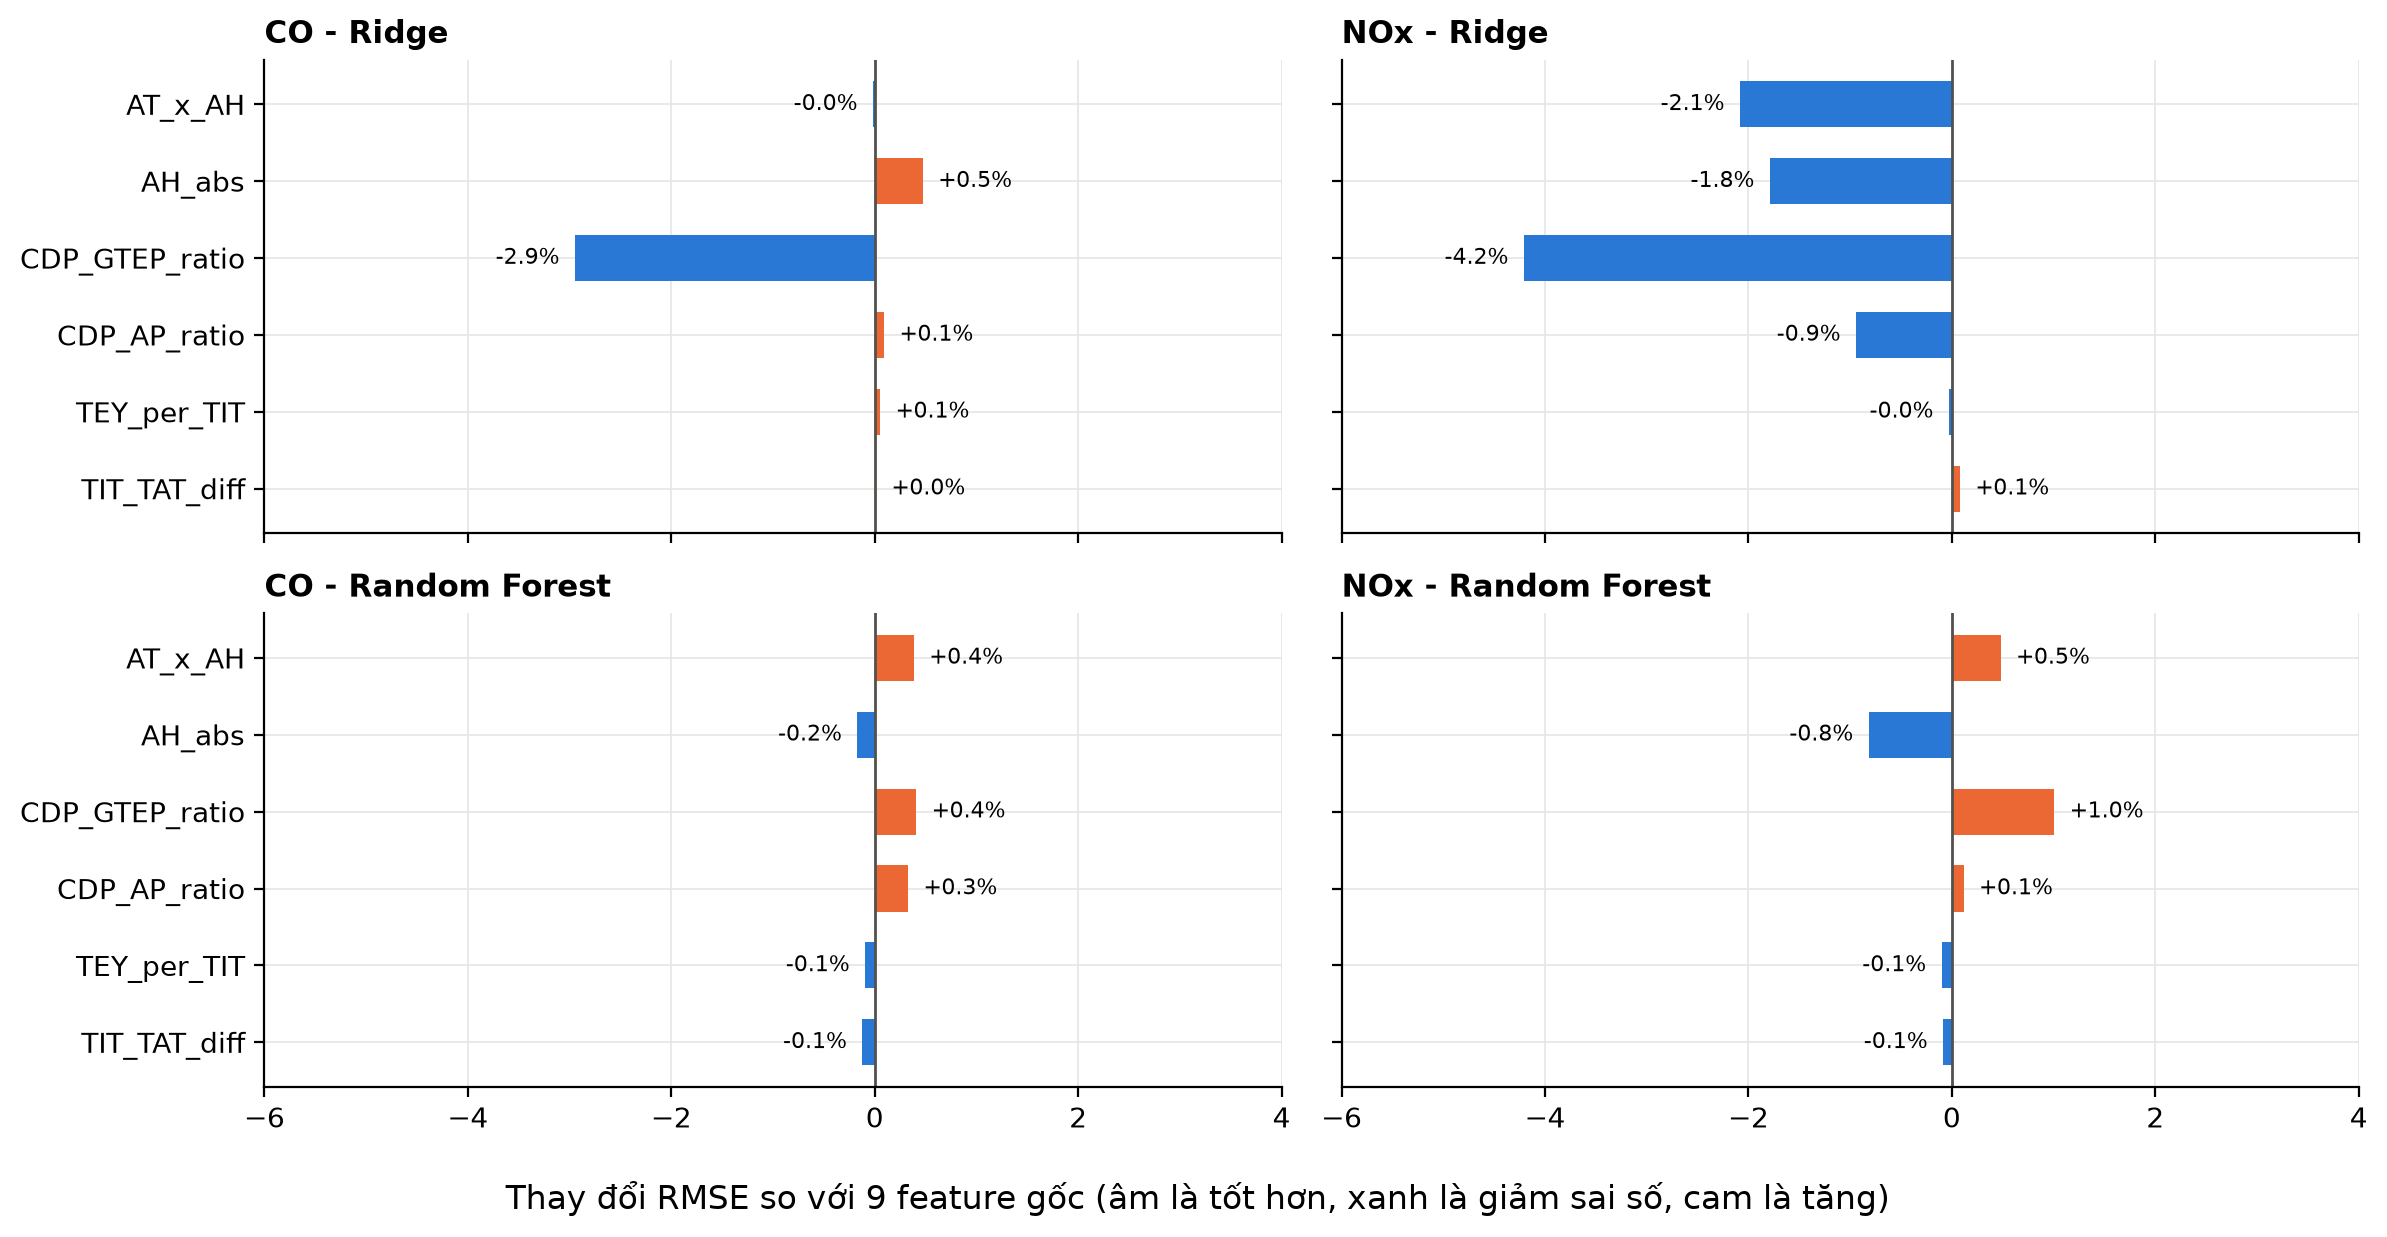 CO - Ridge
AT_x_AH
-0.0%
AH_abs
+0.5%
CDP_GTEP_ratio
-2.9%
CDP_AP_ratio
+0.1%
TEY_per_TIT
+0.1%
TIT_TAT_diff
+0.0%
NOx - Ridge
-2.1%
-1.8%
-4.2%
-0.9%
-0.0%
+0.1%
CO - Random Forest
AT_x_AH
+0.4%
AH_abs
-0.2%
CDP_GTEP_ratio
+0.4%
CDP_AP_ratio
+0.3%
TEY_per_TIT
-0.1%
TIT_TAT_diff
-0.1%
−6 −4 −2 0 2 4
NOx - Random Forest
+0.5%
-0.8%
+1.0%
+0.1%
-0.1%
-0.1%
−6 −4 −2 0 2 4
Thay đổi RMSE so với 9 feature gốc (âm là tốt hơn, xanh là giảm sai số, cam là tăng)